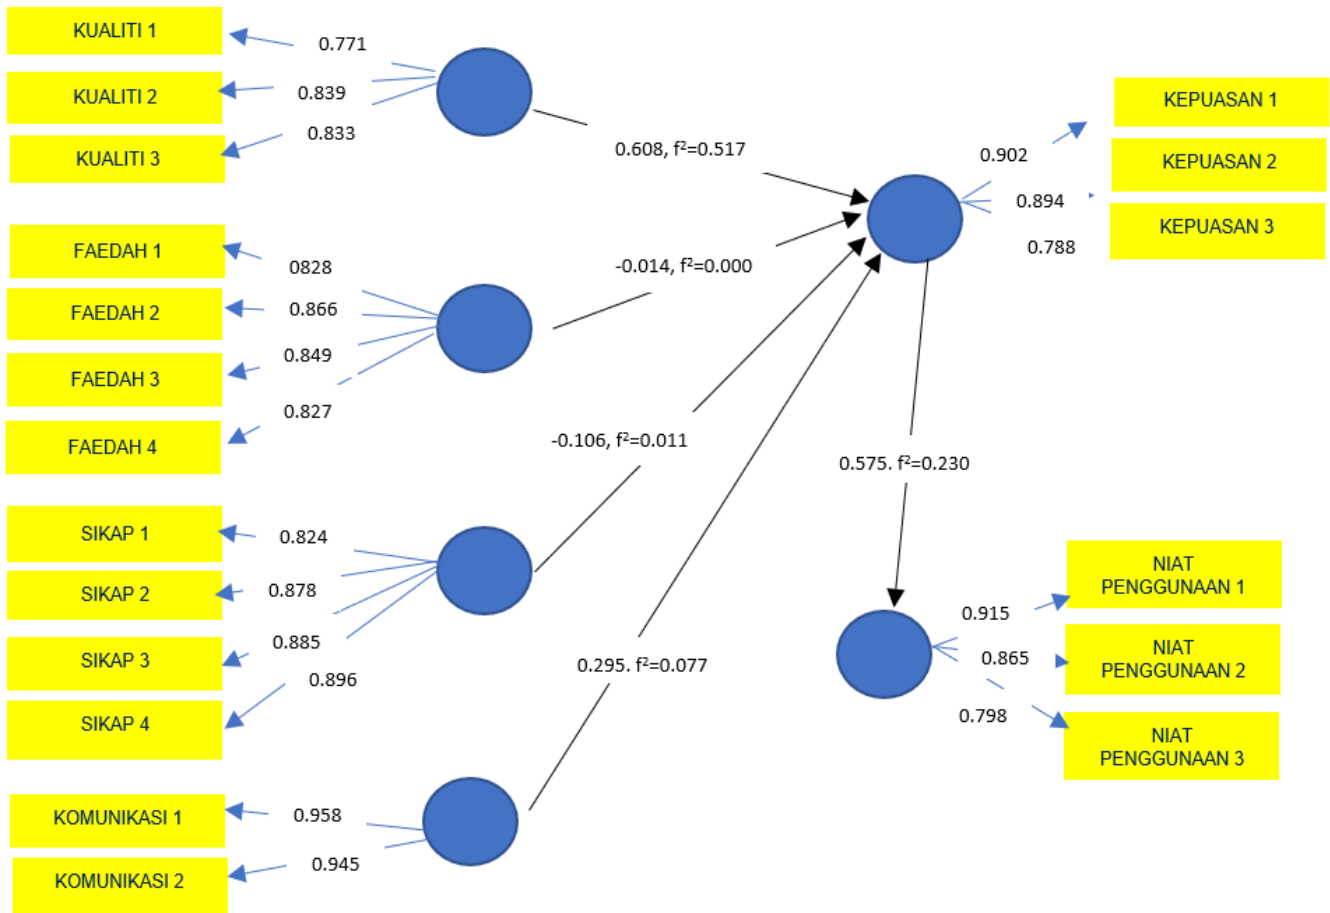 KUALITI 1
0.771
KUALITI 2
0.839
KUALITI 3
0.833
FAEDAH 1
0828
FAEDAH 2
0.866
FAEDAH 3
0.849
FAEDAH 4
0.827
SIKAP 1
0.824
SIKAP 2
0.878
SIKAP 3
0.885
SIKAP 4
0.896
KOMUNIKASI 1
0.958
KOMUNIKASI 2
0.945
0.608, f²=0.517
-0.014, f²=0.000
-0.106, f²=0.011
0.295. f²=0.077
0.575. f²=0.230
KEPUASAN 1
0.902
KEPUASAN 2
0.894
KEPUASAN 3
0.788
NIAT
PENGGUNAAN 1
0.915
NIAT
PENGGUNAAN 2
0.865
NIAT
PENGGUNAAN 3
0.798